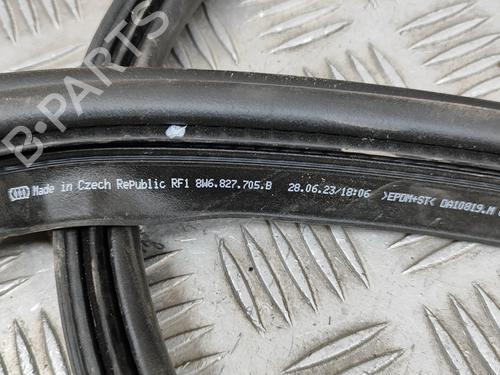 B-PARTS
Made in Czech RePublic RF1 8W6.827.705.B 28.06.23/18:06 >EPDM+ST< DA10819.M